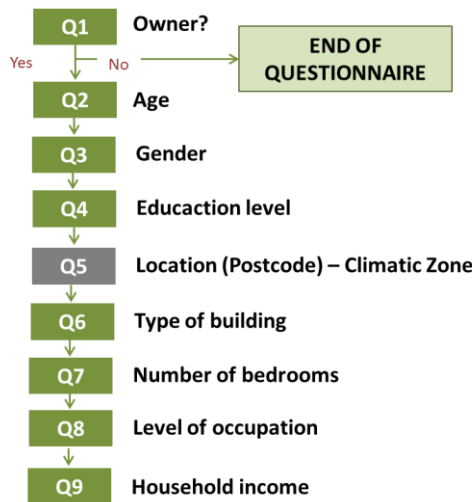 Q1 Owner?
Yes No
END OF
QUESTIONNAIRE
Q2 Age
Q3 Gender
Q4 Educaction level
Q5 Location (Postcode) – Climatic Zone
Q6 Type of building
Q7 Number of bedrooms
Q8 Level of occupation
Q9 Household income